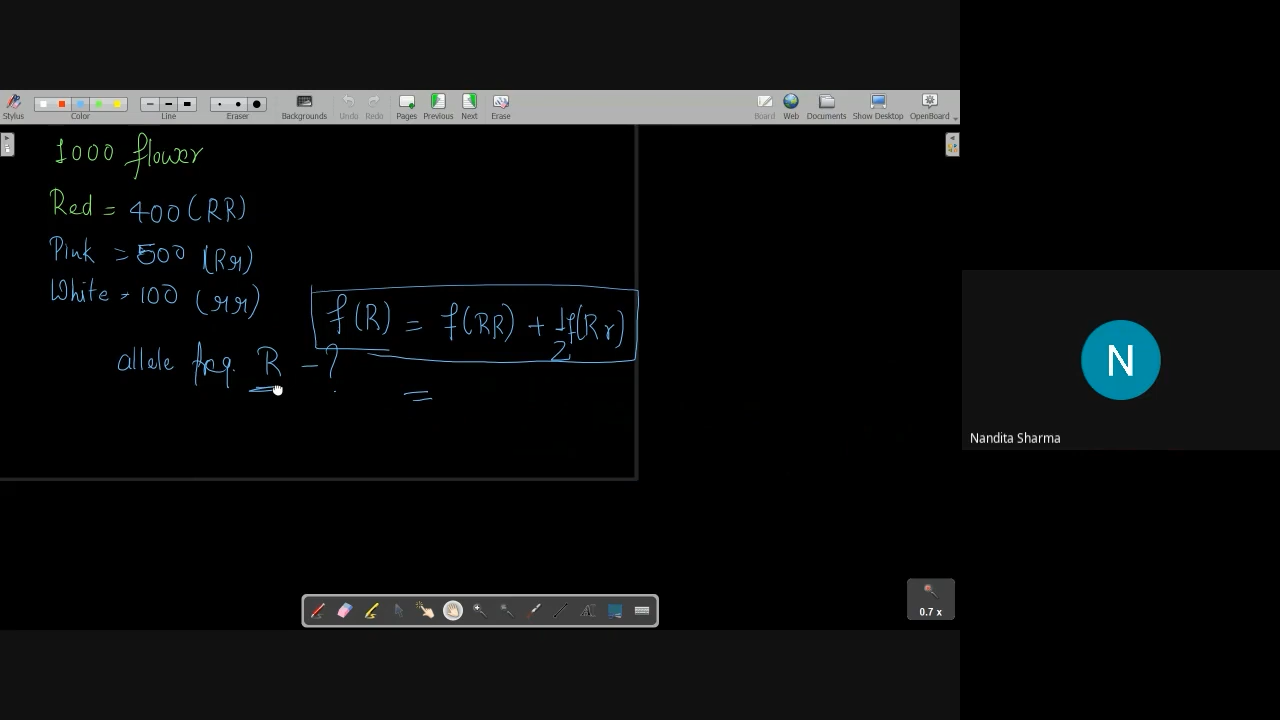 Stylus
Color
Line
Eraser
Backgrounds
Undo
Redo
Pages
Previous
Next
Erase
Board
Web
Documents
Show Desktop
OpenBoard
1000 flower
Red = 400 (RR)
Pink = 500 (Rr)
White - 100 (rr)
f(R) = f(RR) + 1/2 f(Rr)
allele freq. R - ?
=
N
Nandita Sharma
0.7 x